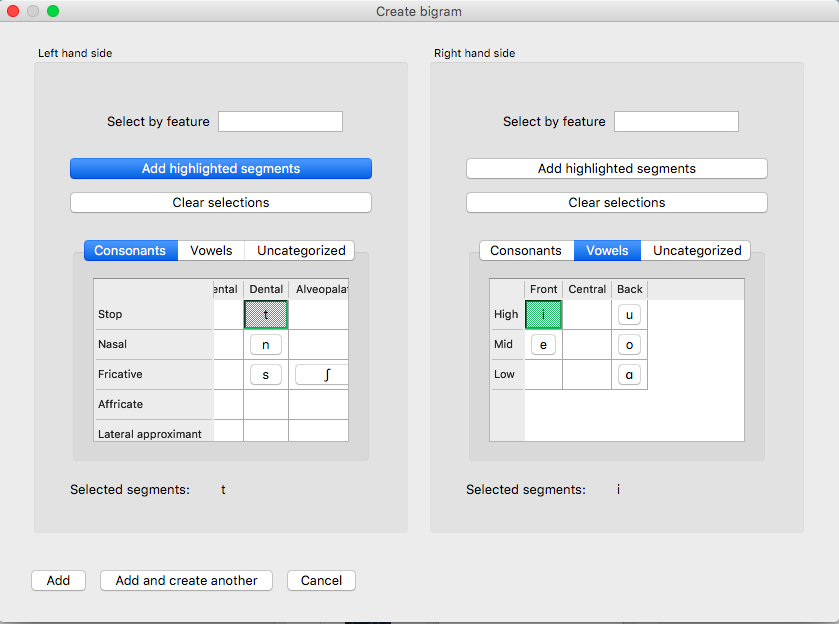 Create bigram
Left hand side
Select by feature
Add highlighted segments
Clear selections
Consonants Vowels Uncategorized
ental Dental Alveopala
Stop t
Nasal n
Fricative s ʃ
Affricate
Lateral approximant
Selected segments: t
Right hand side
Select by feature
Add highlighted segments
Clear selections
Consonants Vowels Uncategorized
Front Central Back
High i u
Mid e o
Low ɑ
Selected segments: i
Add Add and create another Cancel